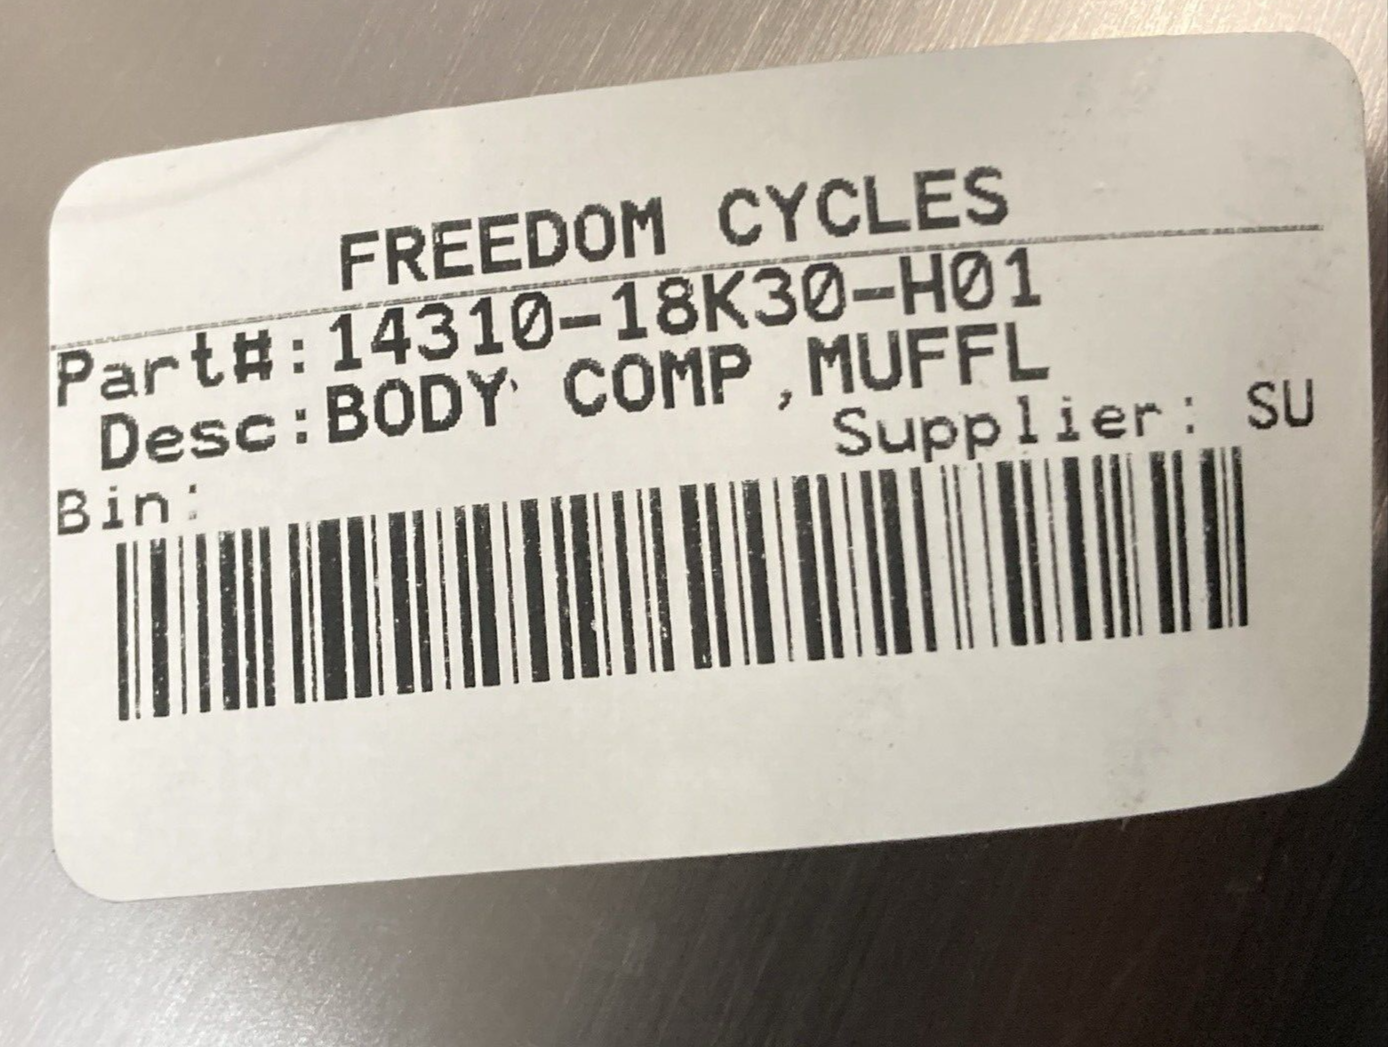 FREEDOM CYCLES
Part#:14310-18K30-H01
Desc:BODY COMP,MUFFL
Supplier: SU
Bin: